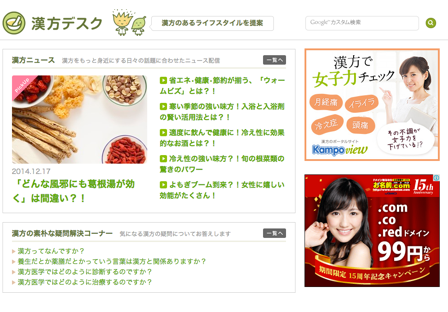 漢方デスク
漢方のあるライフスタイルを提案
Google カスタム検索
漢方ニュース
漢方をもっと身近にする日々の話題に合わせたニュース配信
一覧へ
2014.12.17
「どんな風邪にも葛根湯が効
く」は間違い？！
省エネ・健康・節約が揃う、「ウォー
ムビズ」とは？！
寒い季節の強い味方！入浴と入浴剤
の賢い活用法とは？！
適度に飲んで健康に！冷え性に効果
的なお酒とは？！
冷え性の強い味方！旬の根菜類の
驚きのパワー
よもぎブーム到来？！女性に嬉しい
効能がたくさん！
漢方の素朴な疑問解決コーナー
気になる漢方の疑問についてお答えします
一覧へ
漢方ってなんですか？
養生だとか薬膳だとかっていう言葉は漢方と関係ありますか？
漢方医学ではどのように診断するのですか？
漢方医学ではどのように治療するのですか？
漢方で
女子力チェック
月経痛
イライラ
冷え症
頭痛
その不調が
女子力を
下げている!?
漢方のポータルサイト
Kampo view
お名前.com
15th
Anniversary
.com
.co
.red ドメイン
99円から
期間限定 15周年記念キャンペーン